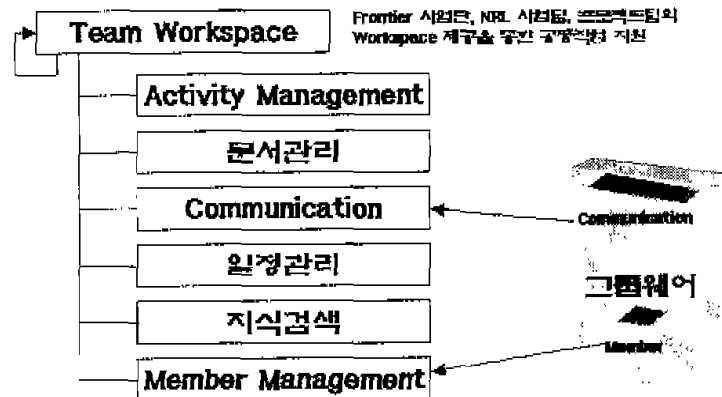 Team Workspace
Frontier 사업단, NRL 사업팀, 프로젝트팀의
Workspace 제공을 통한 공동작업 지원
Activity Management
문서관리
Communication
일정관리
지식검색
Member Management
Communication
그룹웨어
Member